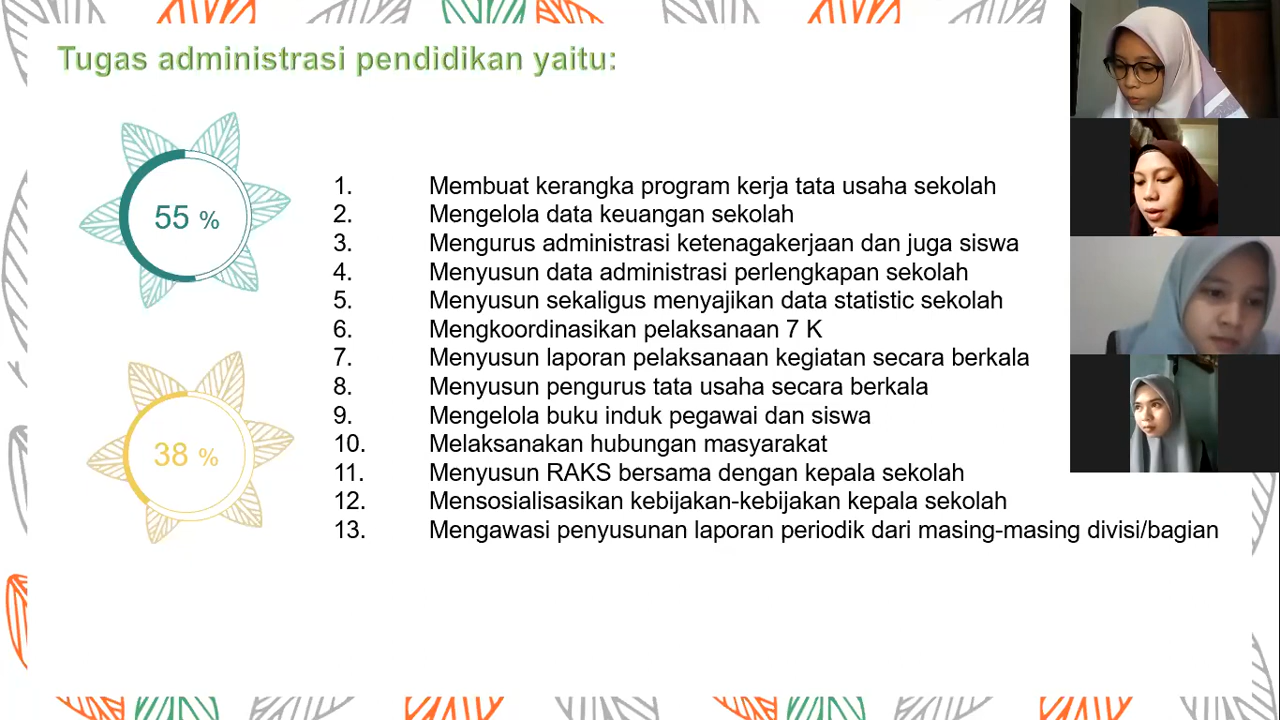 Tugas administrasi pendidikan yaitu:
55 %
38 %
1. Membuat kerangka program kerja tata usaha sekolah
2. Mengelola data keuangan sekolah
3. Mengurus administrasi ketenagakerjaan dan juga siswa
4. Menyusun data administrasi perlengkapan sekolah
5. Menyusun sekaligus menyajikan data statistic sekolah
6. Mengkoordinasikan pelaksanaan 7 K
7. Menyusun laporan pelaksanaan kegiatan secara berkala
8. Menyusun pengurus tata usaha secara berkala
9. Mengelola buku induk pegawai dan siswa
10. Melaksanakan hubungan masyarakat
11. Menyusun RAKS bersama dengan kepala sekolah
12. Mensosialisasikan kebijakan-kebijakan kepala sekolah
13. Mengawasi penyusunan laporan periodik dari masing-masing divisi/bagian